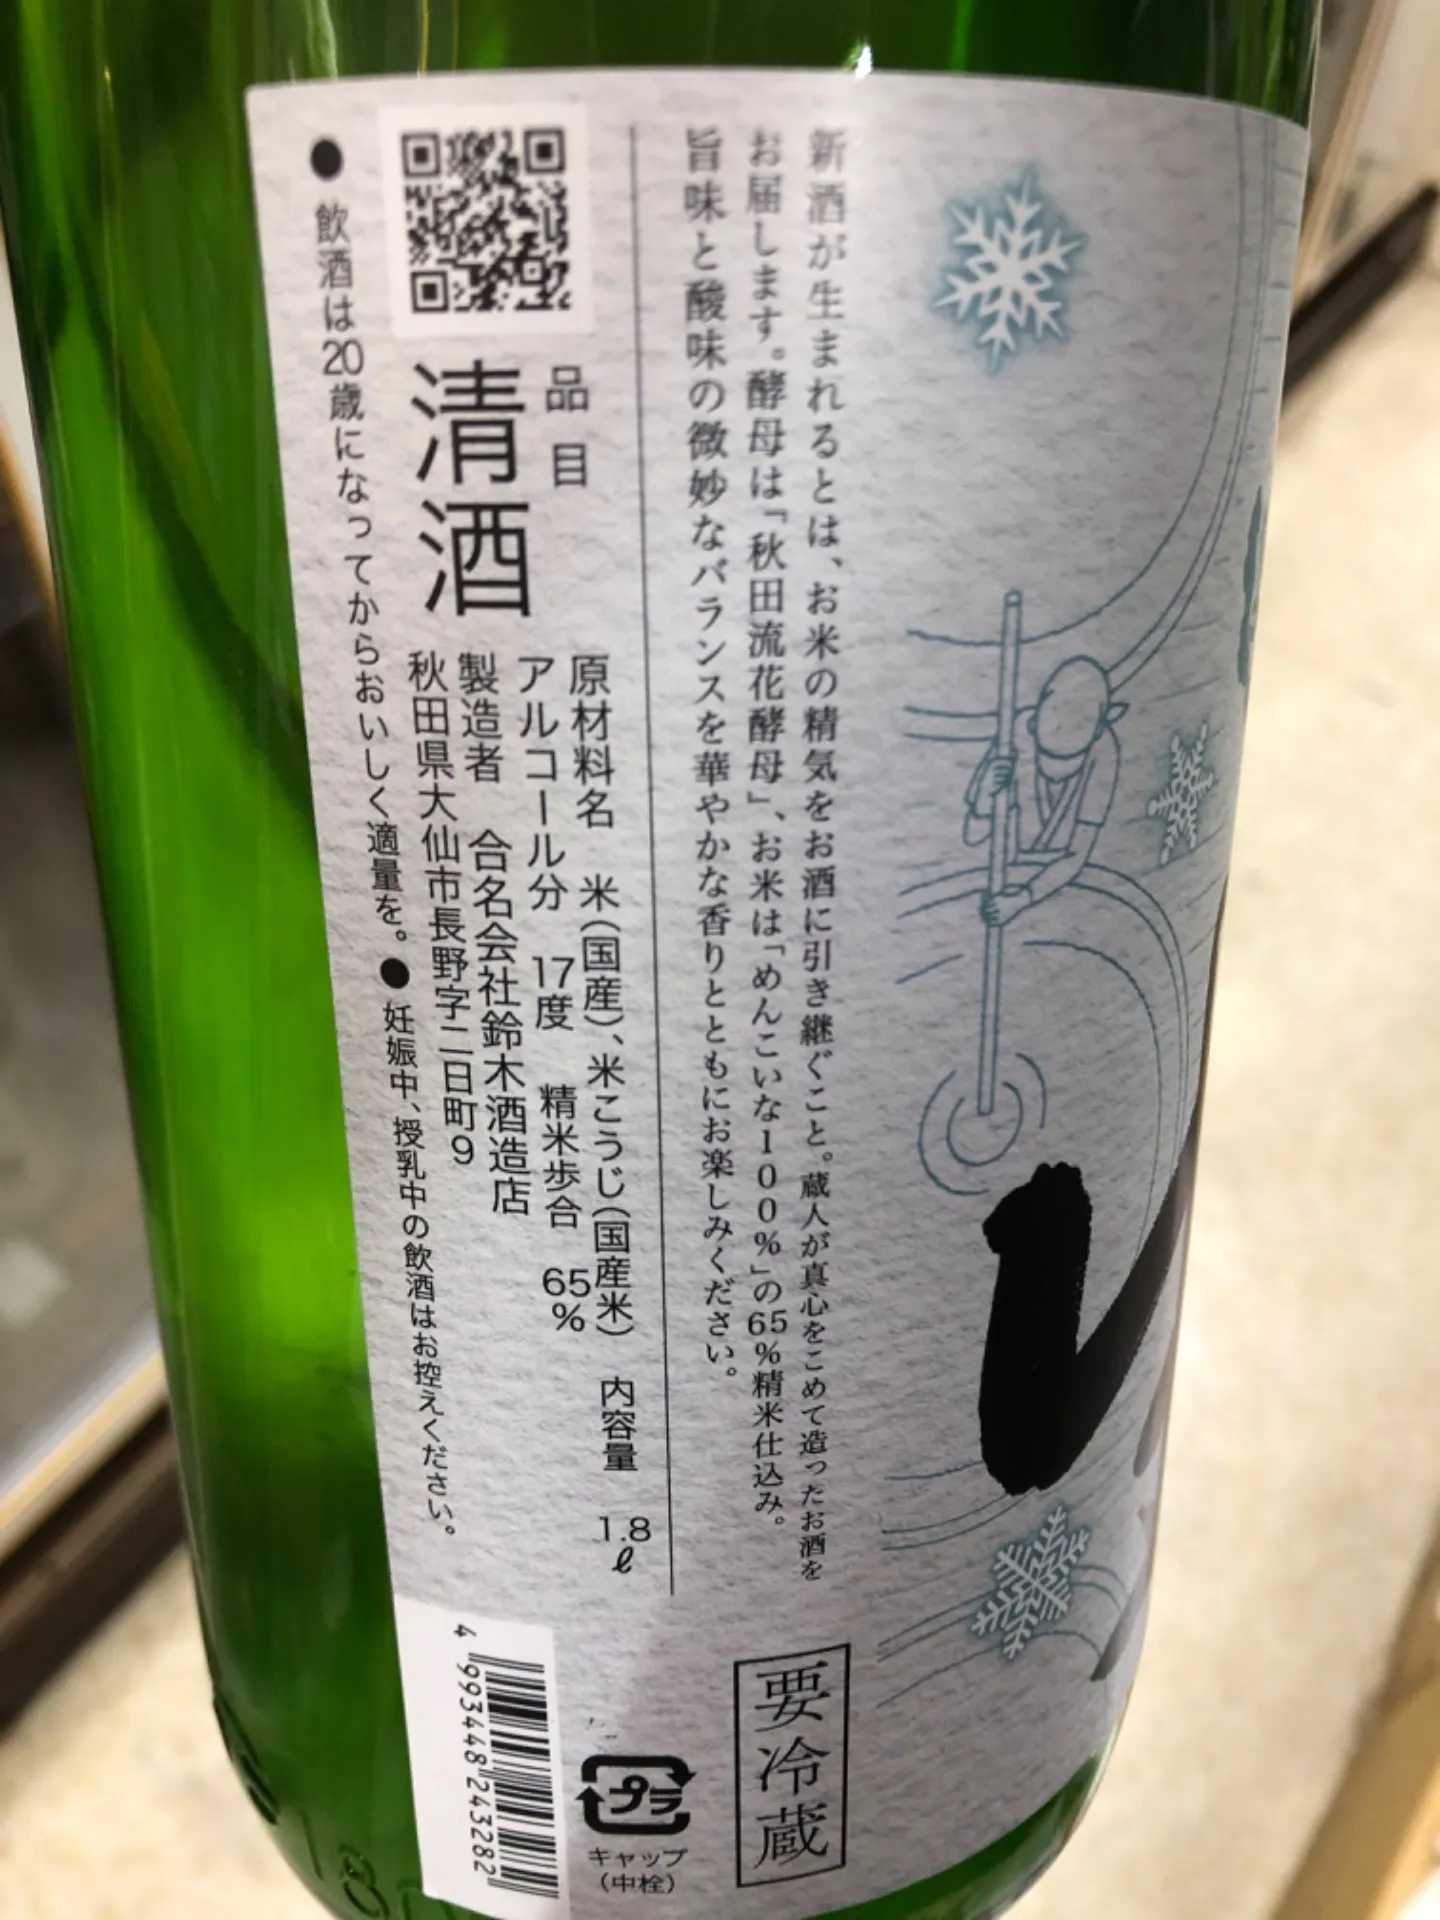 新酒が生まれるとは、お米の精気をお酒に引き継ぐこと。蔵人が真心をこめて造ったお酒を
お届けします。酵母は「秋田流花酵母」、お米は「めんこいな100%」の65%精米仕込み。
旨味と酸味の微妙なバランスを華やかな香りとともにお楽しみください。
要冷蔵
品目
清酒
原材料名 米(国産)、米こうじ(国産米) 内容量 1.8ℓ
アルコール分 17度 精米歩合 65%
製造者 合名会社鈴木酒造店
秋田県大仙市長野字二日町9
●飲酒は20歳になってからおいしく適量を。●妊娠中、授乳中の飲酒はお控えください。
プラ
キャップ
(中栓)
4 993448 243282
し